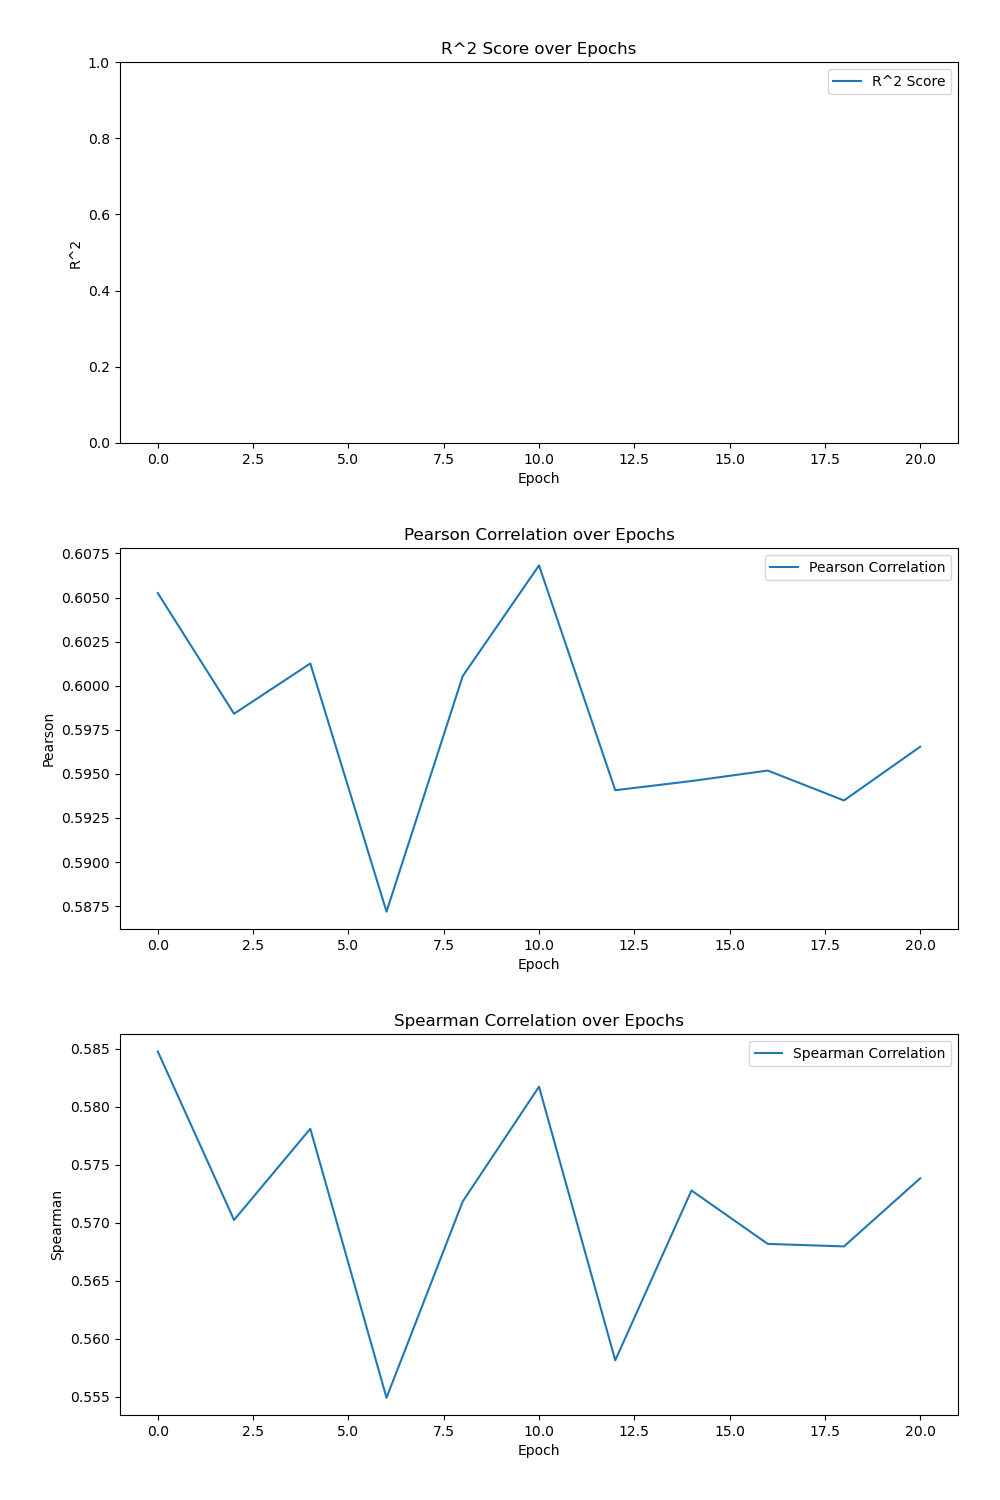 R^2 Score over Epochs
1.0
R^2 Score
0.8
0.6
R^2
0.4
0.2
0.0
0.0 2.5 5.0 7.5 10.0 12.5 15.0 17.5 20.0
Epoch
Pearson Correlation over Epochs
0.6075
Pearson Correlation
0.6050
0.6025
0.6000
0.5975
Pearson
0.5950
0.5925
0.5900
0.5875
0.0 2.5 5.0 7.5 10.0 12.5 15.0 17.5 20.0
Epoch
Spearman Correlation over Epochs
0.585
Spearman Correlation
0.580
0.575
0.570
Spearman
0.565
0.560
0.555
0.0 2.5 5.0 7.5 10.0 12.5 15.0 17.5 20.0
Epoch